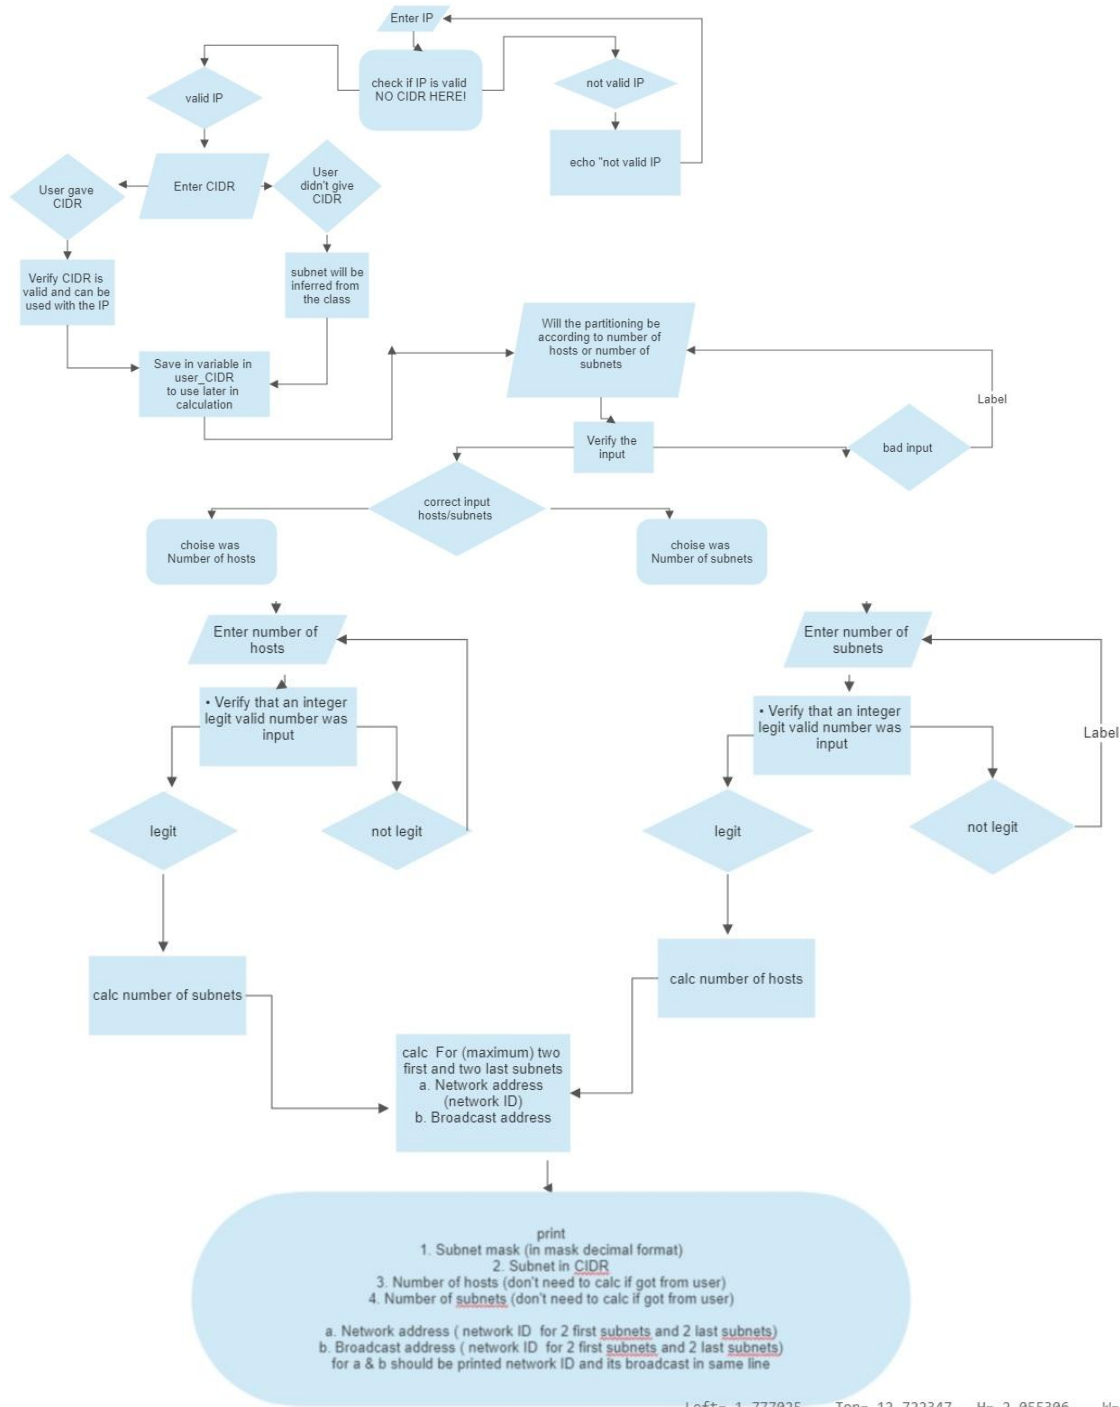 Enter IP
check if IP is valid
NO CIDR HERE!
not valid IP
valid IP
echo "not valid IP
User gave
CIDR
Enter CIDR
User
didn't give
CIDR
Verify CIDR is
valid and can be
used with the IP
subnet will be
inferred from
the class
Will the partitioning be
according to number of
hosts or number of
subnets
Save in variable in
user_CIDR
to use later in
calculation
Label
Verify the
input
bad input
correct input
hosts/subnets
choise was
Number of hosts
choise was
Number of subnets
Enter number of
hosts
Enter number of
subnets
• Verify that an integer
legit valid number was
input
• Verify that an integer
legit valid number was
input
Label
legit
not legit
legit
not legit
calc number of subnets
calc number of hosts
calc For (maximum) two
first and two last subnets
a. Network address
(network ID)
b. Broadcast address
print
1. Subnet mask (in mask decimal format)
2. Subnet in CIDR
3. Number of hosts (don't need to calc if got from user)
4. Number of subnets (don't need to calc if got from user)
a. Network address ( network ID for 2 first subnets and 2 last subnets)
b. Broadcast address ( network ID for 2 first subnets and 2 last subnets)
for a & b should be printed network ID and its broadcast in same line